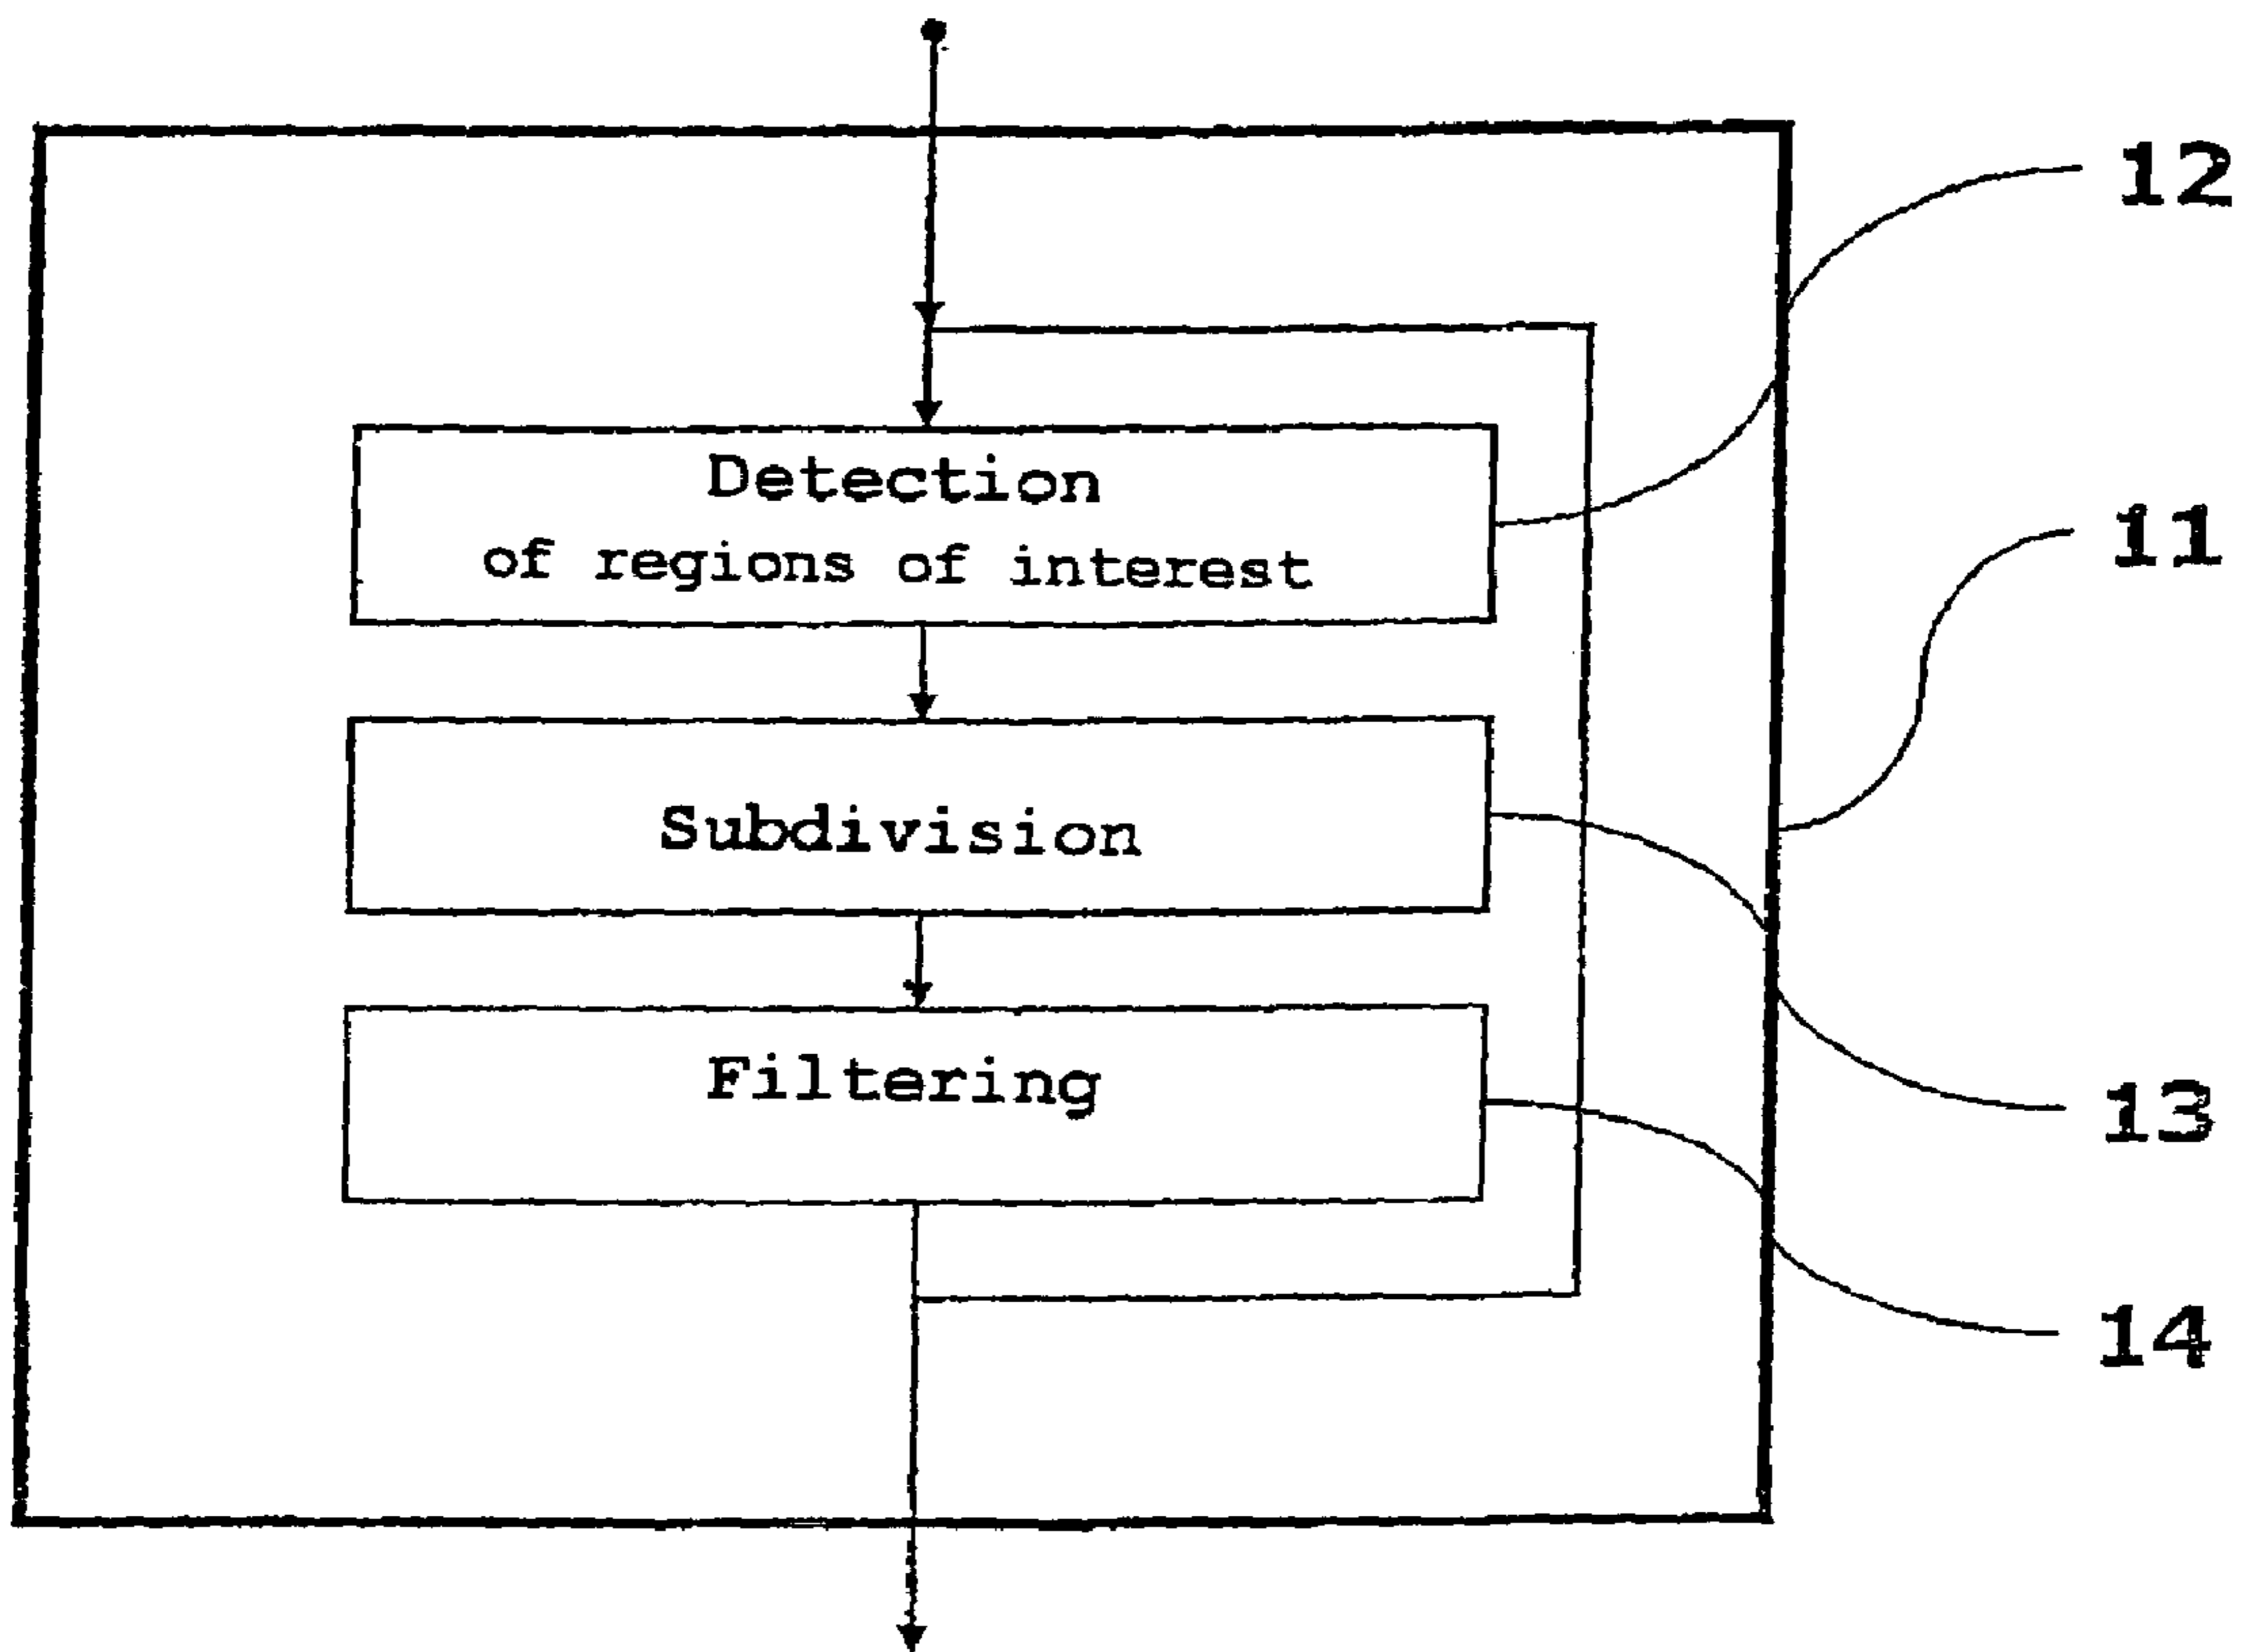 12
11
Detection
of regions of interest
Subdivision
Filtering
13
14